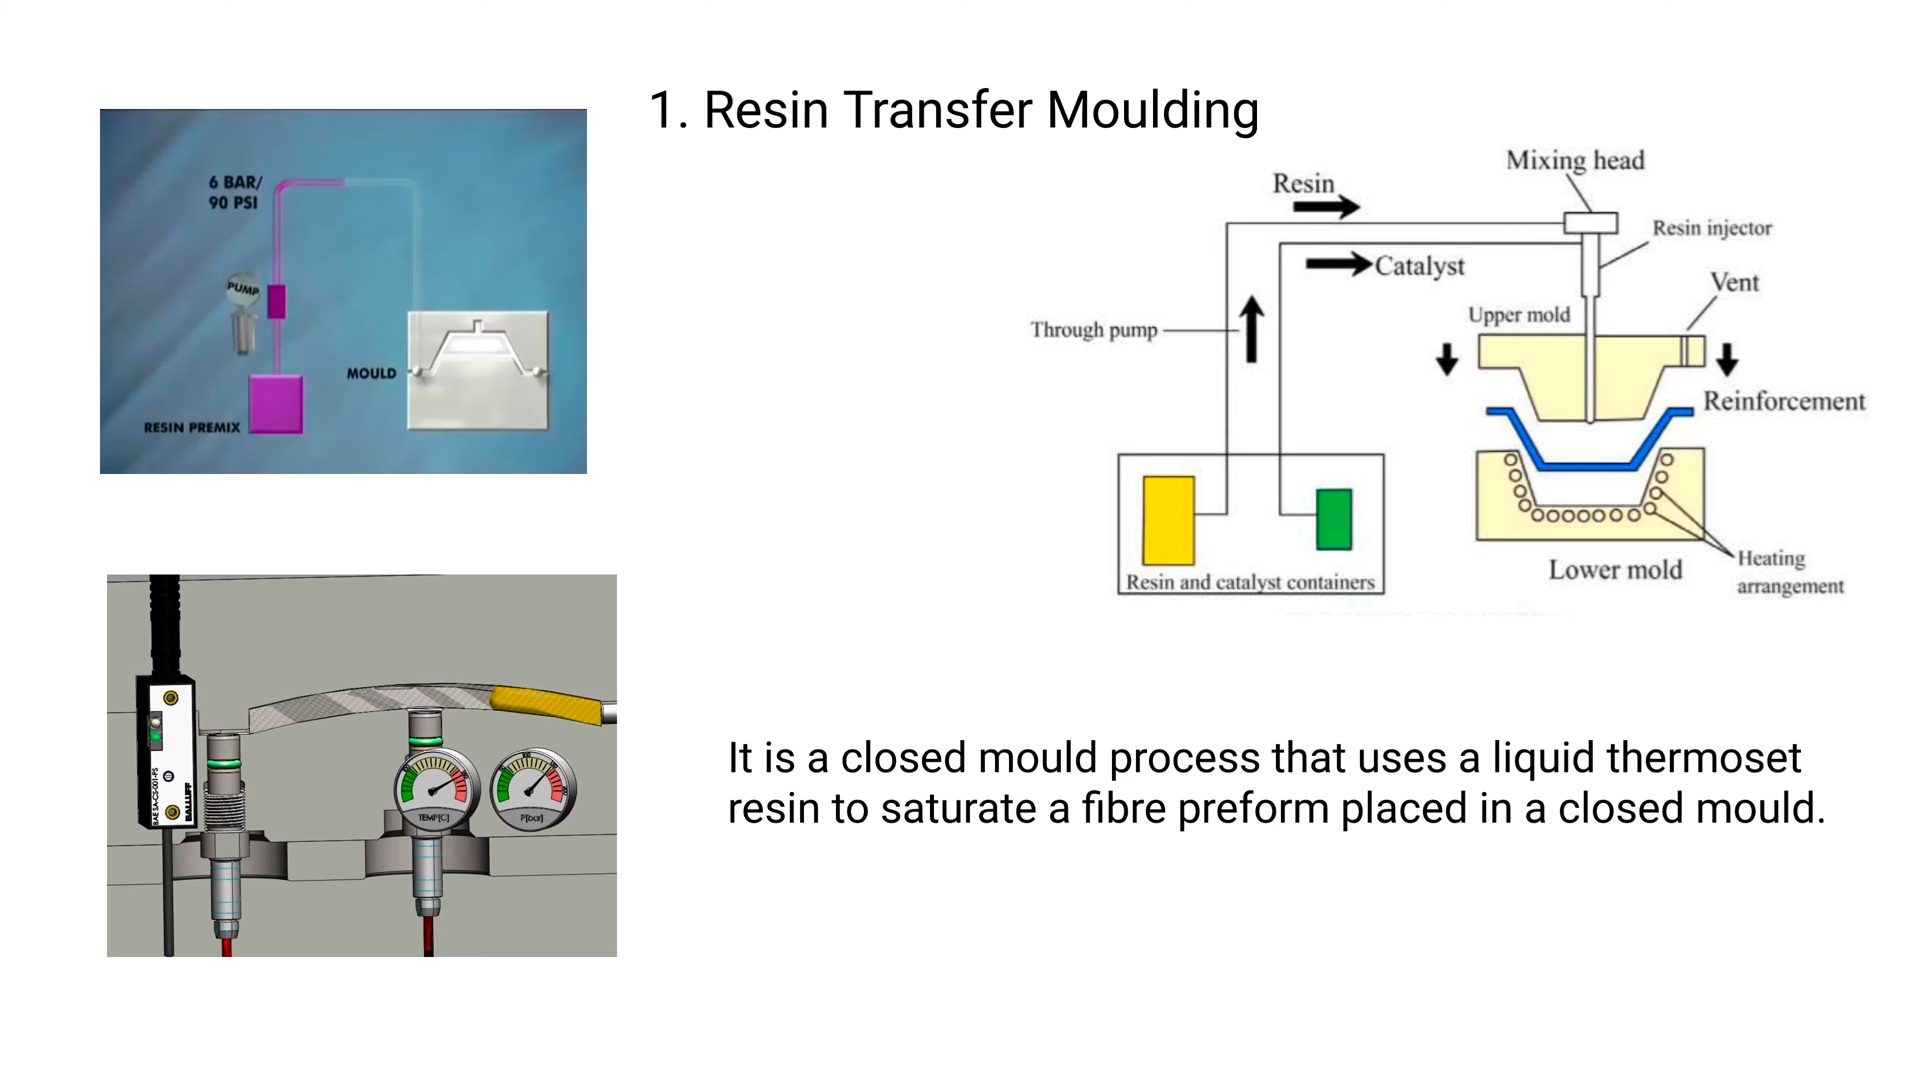 1. Resin Transfer Moulding
6 BAR/
90 PSI
PUMP
MOULD
RESIN PREMIX
Mixing head
Resin
Resin injector
Catalyst
Vent
Upper mold
Through pump
Reinforcement
Resin and catalyst containers
Lower mold
Heating
arrangement
BALLUFF
TEMP[C]
P[bar]
It is a closed mould process that uses a liquid thermoset
resin to saturate a fibre preform placed in a closed mould.